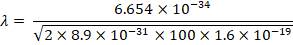 λ = 6.654 × 10⁻³⁴ / √(2 × 8.9 × 10⁻³¹ × 100 × 1.6 × 10⁻¹⁹)